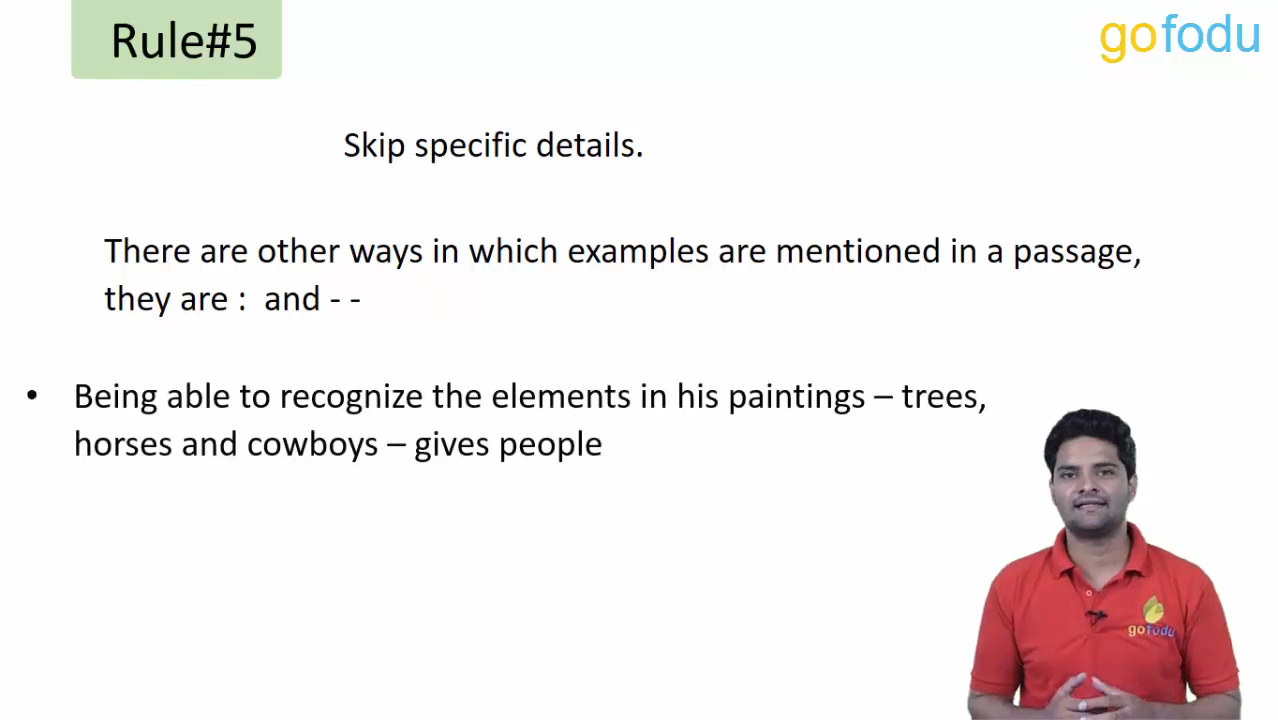 Rule#5
gofodu
Skip specific details.
There are other ways in which examples are mentioned in a passage,
they are :  and - -
• Being able to recognize the elements in his paintings – trees,
horses and cowboys – gives people
gofodu